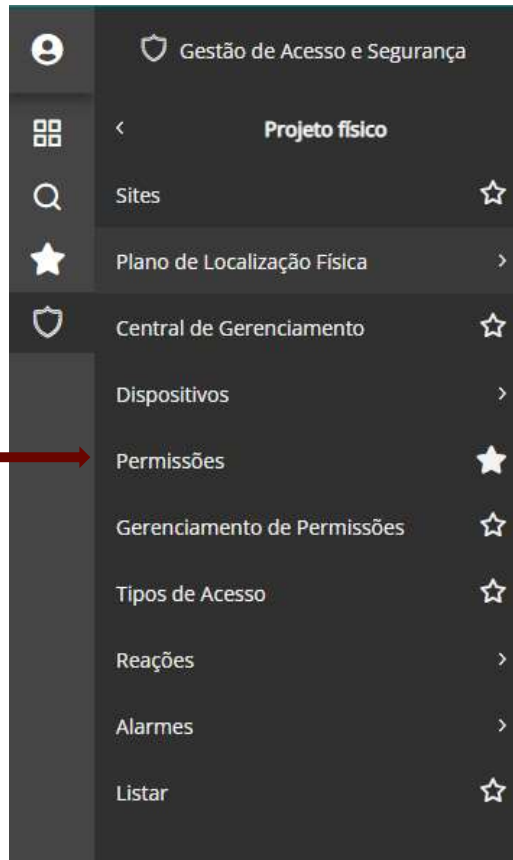 Gestão de Acesso e Segurança
Projeto físico
Sites
Plano de Localização Física
Central de Gerenciamento
Dispositivos
Permissões
Gerenciamento de Permissões
Tipos de Acesso
Reações
Alarmes
Listar